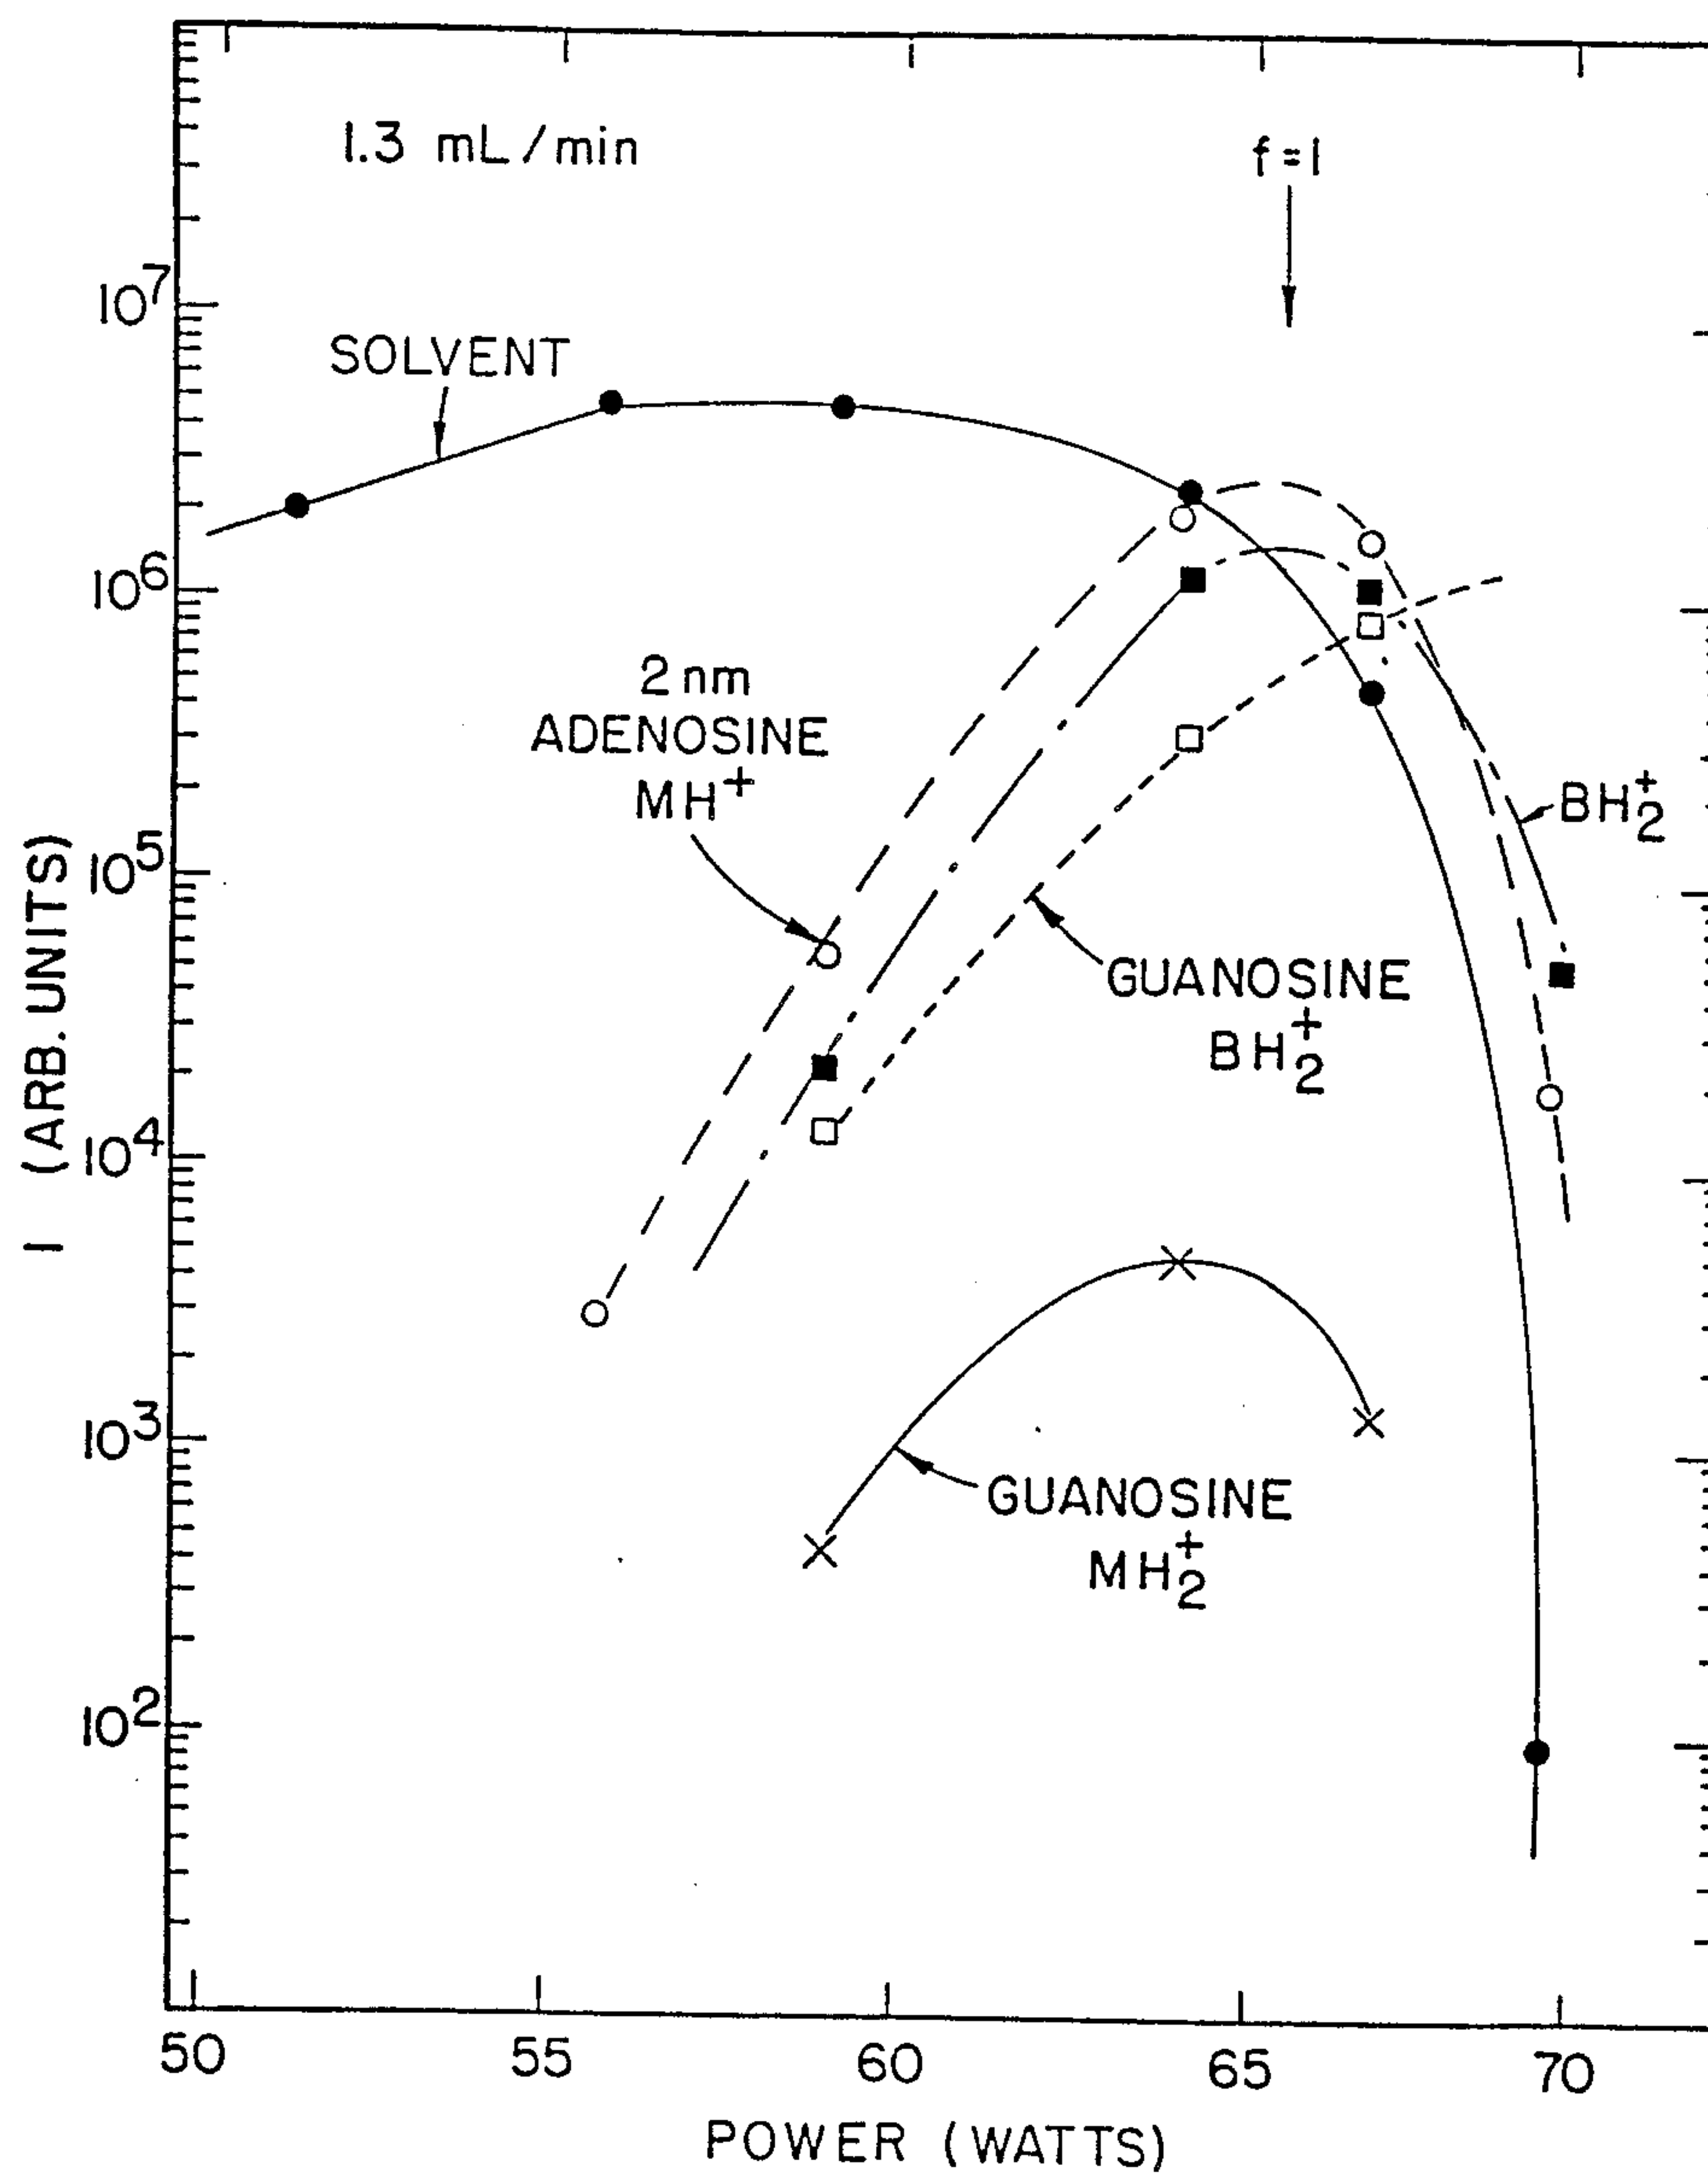 1.3 mL/min
f=1
10⁷
SOLVENT
10⁶
2 nm
ADENOSINE
MH⁺
BH₂⁺
10⁵
GUANOSINE
BH₂⁺
10⁴
I (ARB. UNITS)
10³
GUANOSINE
MH₂⁺
10²
50 55 60 65 70
POWER (WATTS)